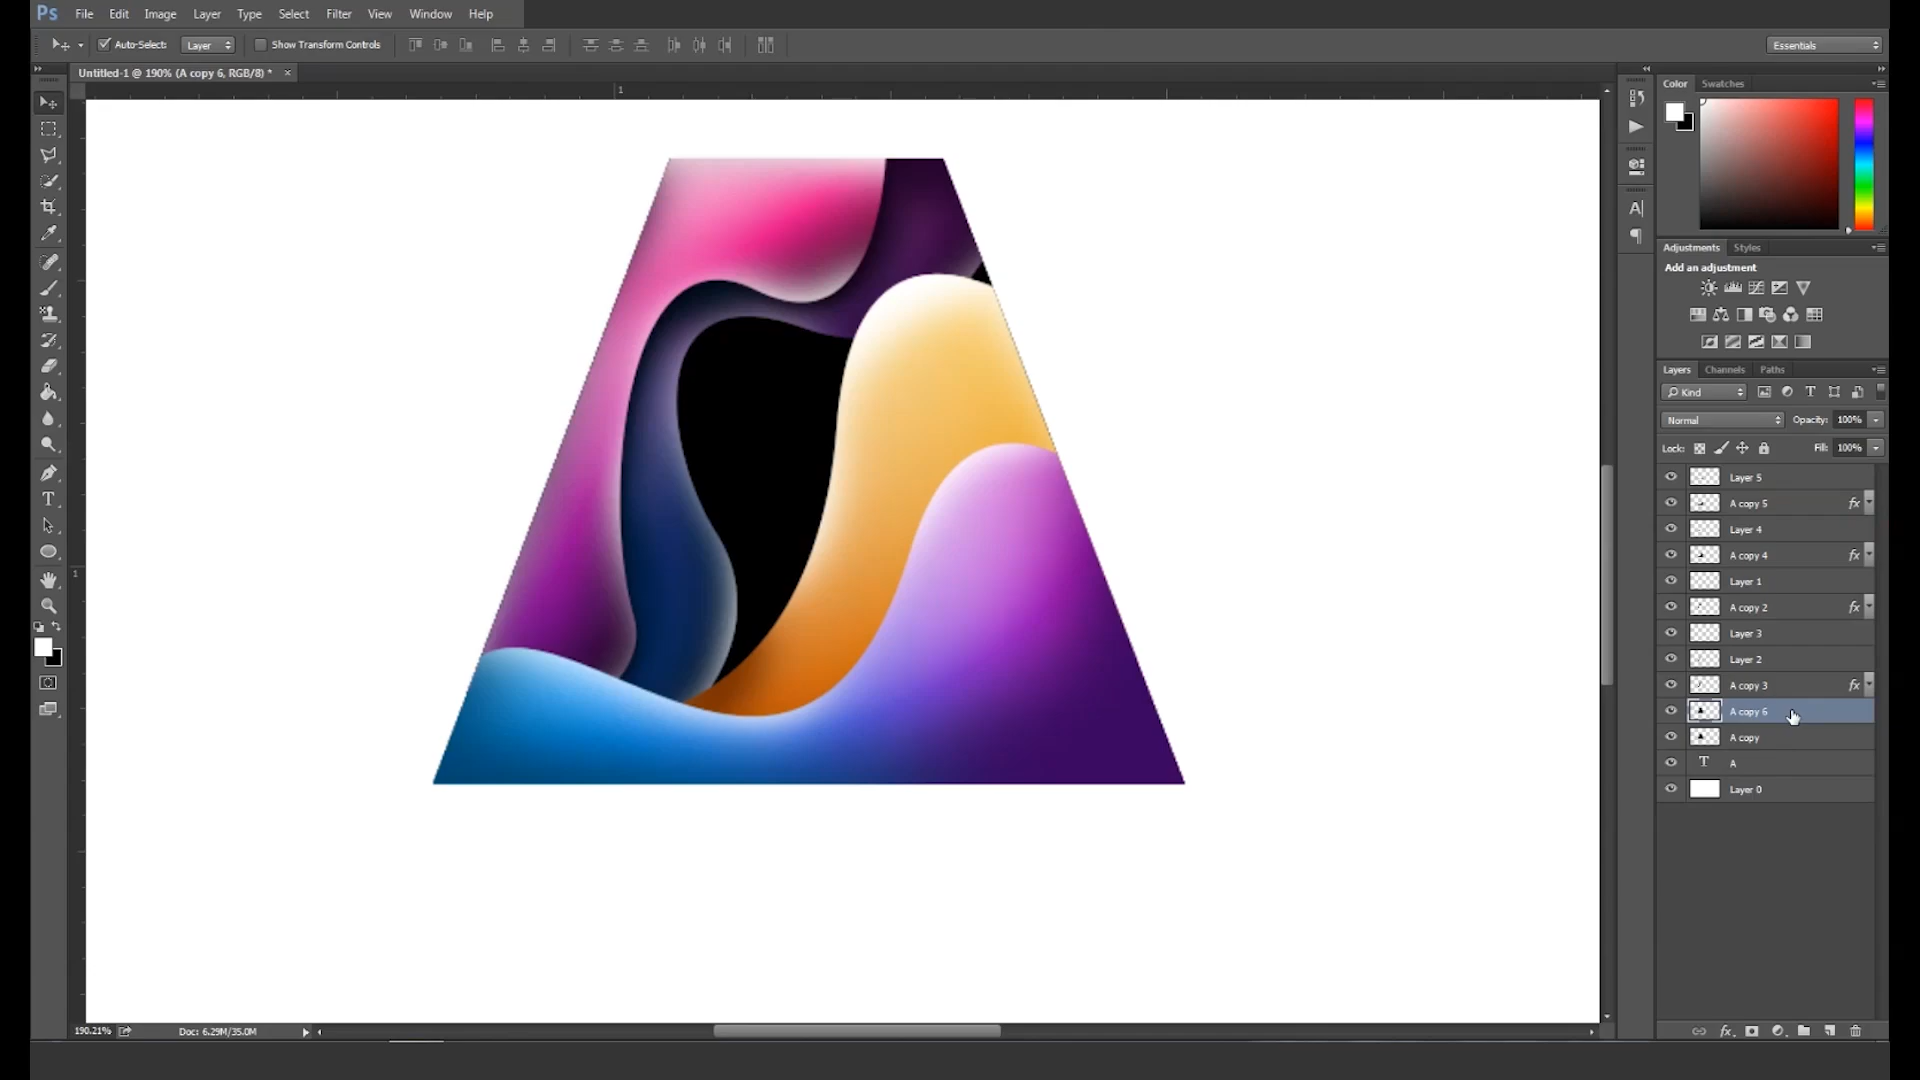 Ps File Edit Image Layer Type Select Filter View Window Help
Auto-Select: Layer Show Transform Controls Essentials
Untitled-1 @ 190% (A copy 6, RGB/8) * ×
1
1
Color Swatches
Adjustments Styles
Add an adjustment
Layers Channels Paths
Kind
Normal Opacity: 100%
Lock: Fill: 100%
Layer 5
A copy 5 fx
Layer 4
A copy 4 fx
Layer 1
A copy 2 fx
Layer 3
Layer 2
A copy 3 fx
A copy 6
A copy
T A
Layer 0
190.21% Doc: 6.29M/35.0M
fx